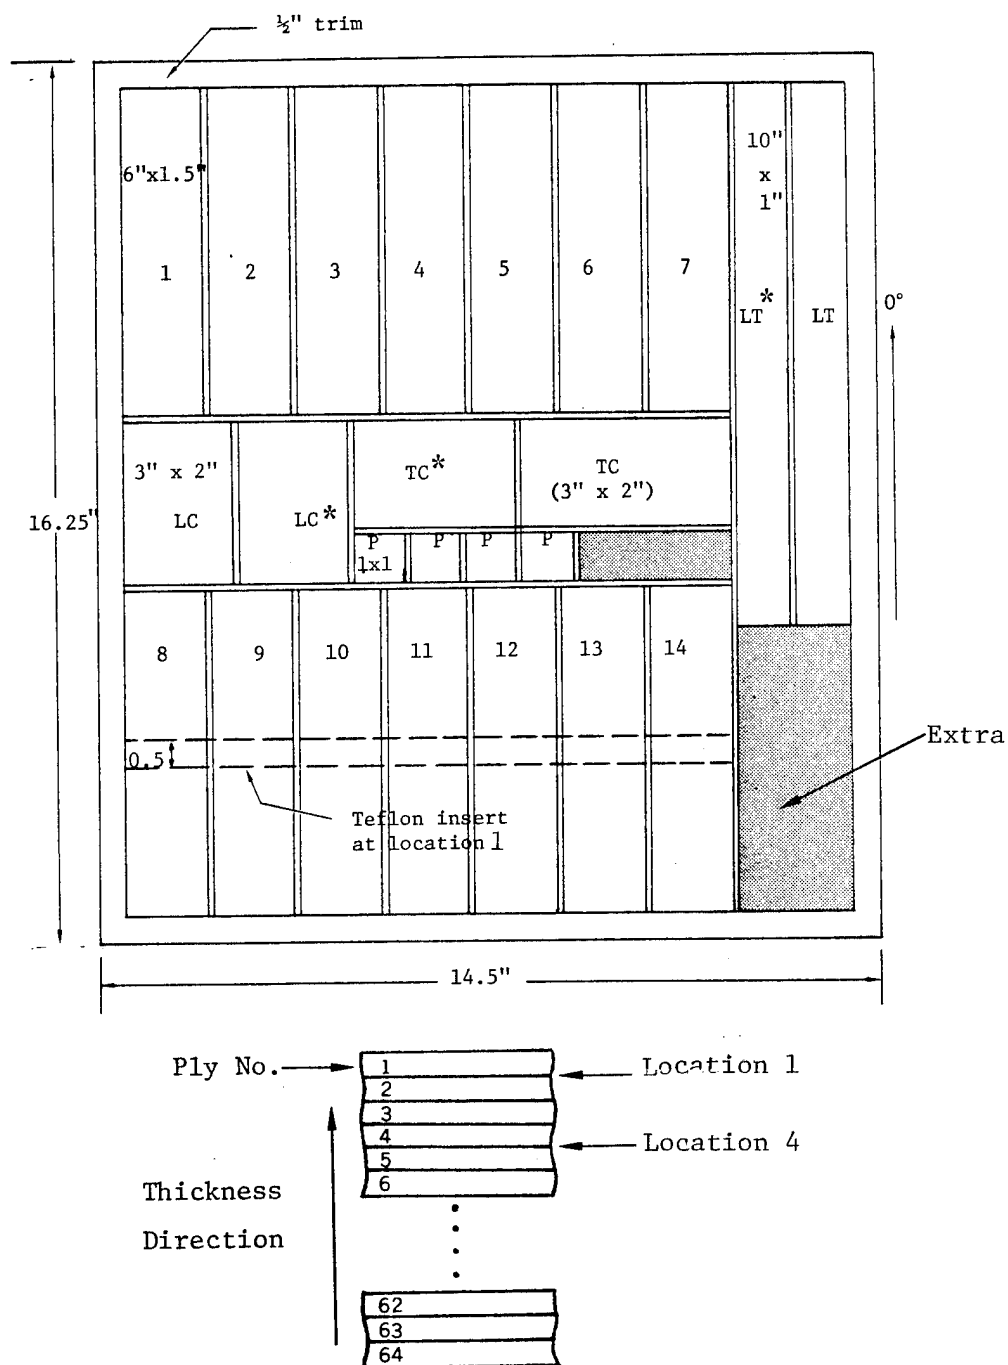 ½" trim
6"x1.5"
10"
x
1"
1 2 3 4 5 6 7
LT* LT
0°
3" x 2"
TC*
TC
(3" x 2")
16.25"
LC
LC*
P P P P
1x1
8 9 10 11 12 13 14
Extra
0.5
Teflon insert
at location 1
14.5"
Ply No.
1
Location 1
2
3
4
Location 4
5
6
Thickness
Direction
62
63
64